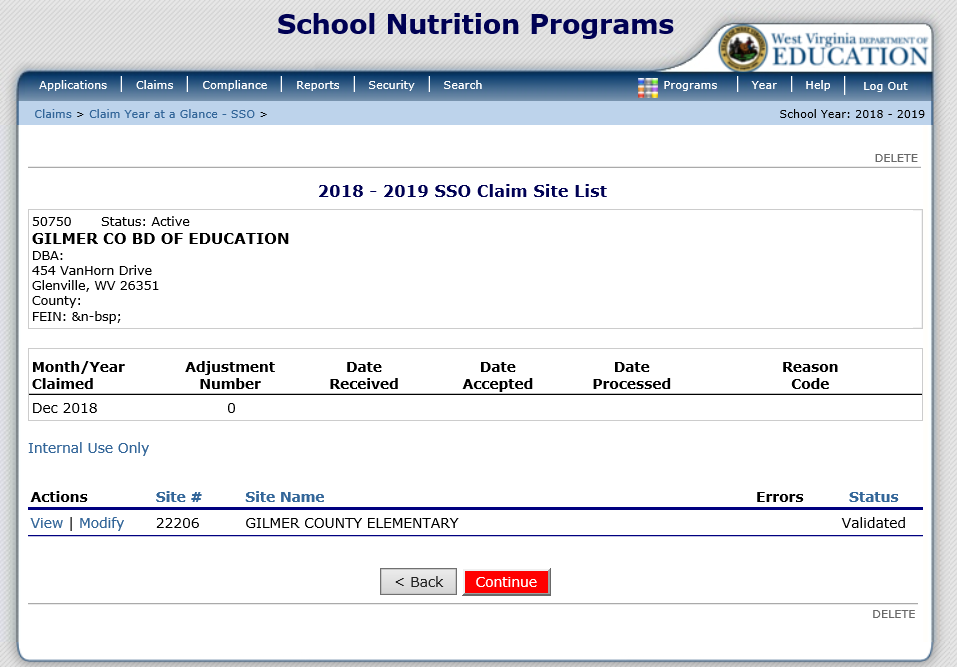 School Nutrition Programs
West Virginia DEPARTMENT OF
EDUCATION
Applications Claims Compliance Reports Security Search Programs Year Help Log Out
Claims > Claim Year at a Glance - SSO > School Year: 2018 - 2019
DELETE
2018 - 2019 SSO Claim Site List
50750 Status: Active
GILMER CO BD OF EDUCATION
DBA:
454 VanHorn Drive
Glenville, WV 26351
County:
FEIN: &n-bsp;
Month/Year Adjustment Date Date Date Reason
Claimed Number Received Accepted Processed Code
Dec 2018 0
Internal Use Only
Actions Site # Site Name Errors Status
View | Modify 22206 GILMER COUNTY ELEMENTARY Validated
< Back Continue
DELETE